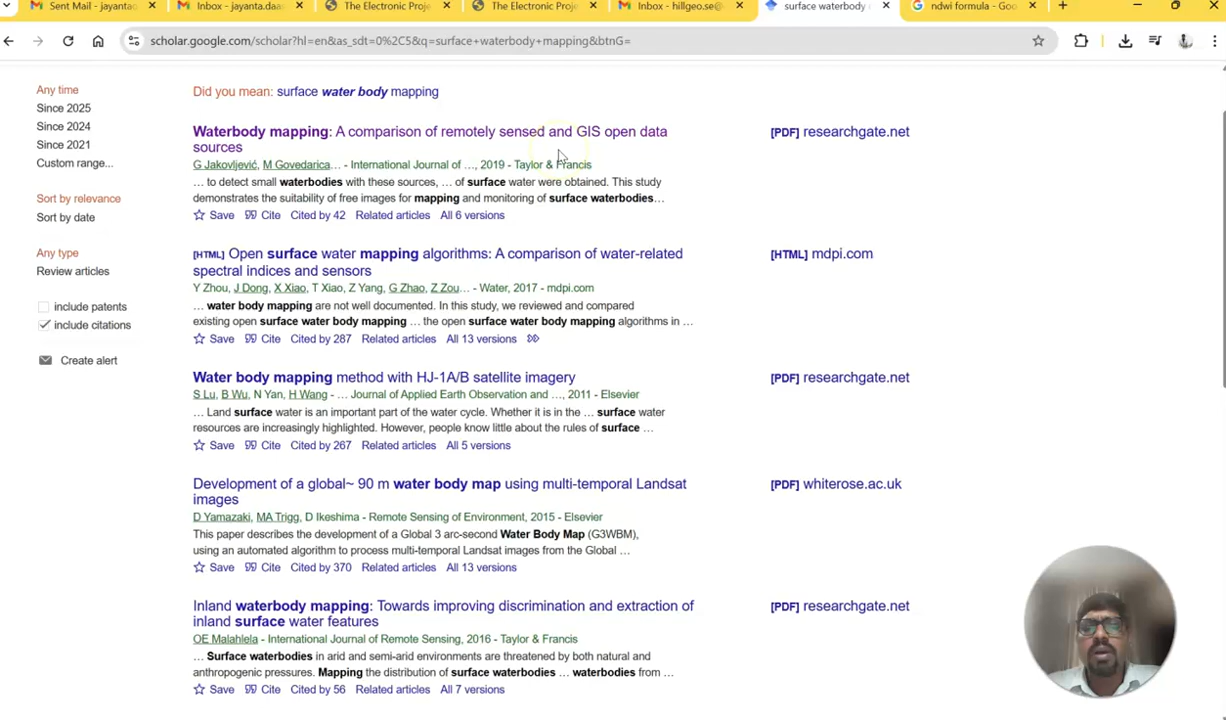 Sent Mail - jayantaq
Inbox - jayanta.daa
The Electronic Proje
The Electronic Proje
Inbox - hillgeo.se@
surface waterbody
ndwi formula - Goo
scholar.google.com/scholar?hl=en&as_sdt=0%2C5&q=surface+waterbody+mapping&btnG=
Any time
Since 2025
Since 2024
Since 2021
Custom range...
Sort by relevance
Sort by date
Any type
Review articles
include patents
include citations
Create alert
Did you mean: surface water body mapping
Waterbody mapping: A comparison of remotely sensed and GIS open data
sources
G Jakovljević, M Govedarica… - International Journal of …, 2019 - Taylor & Francis
… to detect small waterbodies with these sources, … of surface water were obtained. This study
demonstrates the suitability of free images for mapping and monitoring of surface waterbodies…
Save Cite Cited by 42 Related articles All 6 versions
[PDF] researchgate.net
[HTML] Open surface water mapping algorithms: A comparison of water-related
spectral indices and sensors
Y Zhou, J Dong, X Xiao, T Xiao, Z Yang, G Zhao, Z Zou… - Water, 2017 - mdpi.com
… water body mapping are not well documented. In this study, we reviewed and compared
existing open surface water body mapping … the open surface water body mapping algorithms in …
Save Cite Cited by 287 Related articles All 13 versions
[HTML] mdpi.com
Water body mapping method with HJ-1A/B satellite imagery
S Lu, B Wu, N Yan, H Wang - … Journal of Applied Earth Observation and …, 2011 - Elsevier
… Land surface water is an important part of the water cycle. Whether it is in the … surface water
resources are increasingly highlighted. However, people know little about the rules of surface …
Save Cite Cited by 267 Related articles All 5 versions
[PDF] researchgate.net
Development of a global~ 90 m water body map using multi-temporal Landsat
images
D Yamazaki, MA Trigg, D Ikeshima - Remote Sensing of Environment, 2015 - Elsevier
This paper describes the development of a Global 3 arc-second Water Body Map (G3WBM),
using an automated algorithm to process multi-temporal Landsat images from the Global …
Save Cite Cited by 370 Related articles All 13 versions
[PDF] whiterose.ac.uk
Inland waterbody mapping: Towards improving discrimination and extraction of
inland surface water features
OE Malahlela - International Journal of Remote Sensing, 2016 - Taylor & Francis
… Surface waterbodies in arid and semi-arid environments are threatened by both natural and
anthropogenic pressures. Mapping the distribution of surface waterbodies … waterbodies from …
Save Cite Cited by 56 Related articles All 7 versions
[PDF] researchgate.net